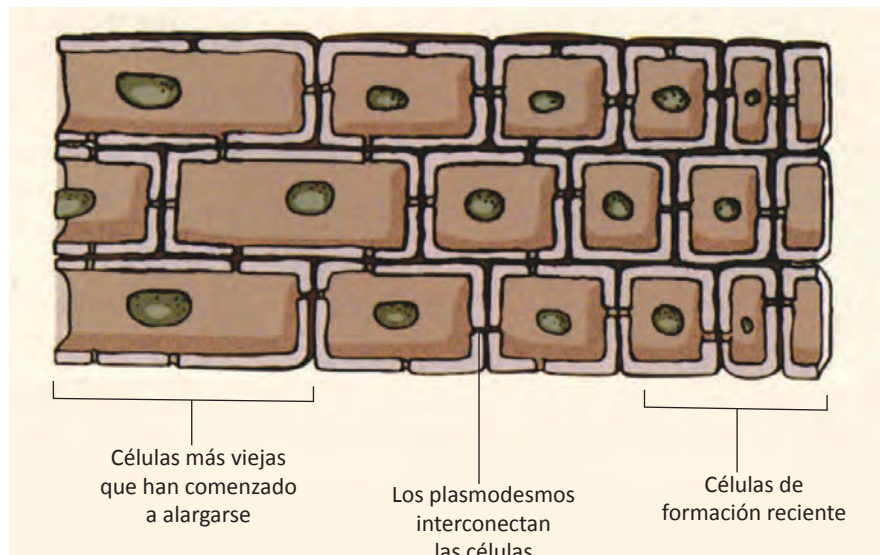 Células más viejas
que han comenzado
a alargarse
Los plasmodesmos
interconectan
las células
Células de
formación reciente